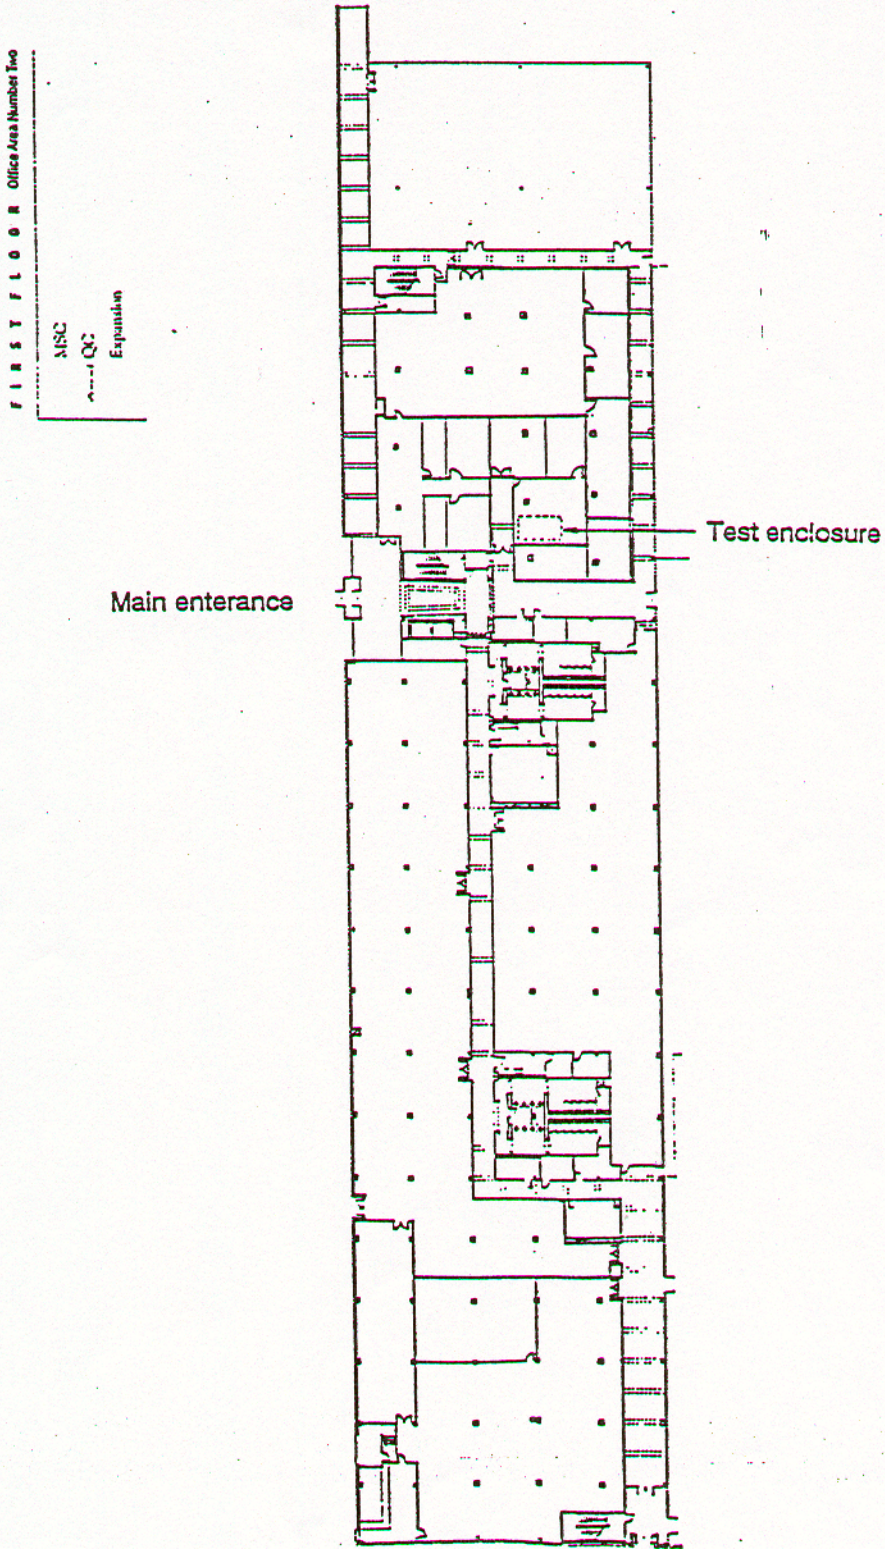 FIRST FLOOR Office Area Number Two
MSC
QC
Expansion
Test enclosure
Main enterance